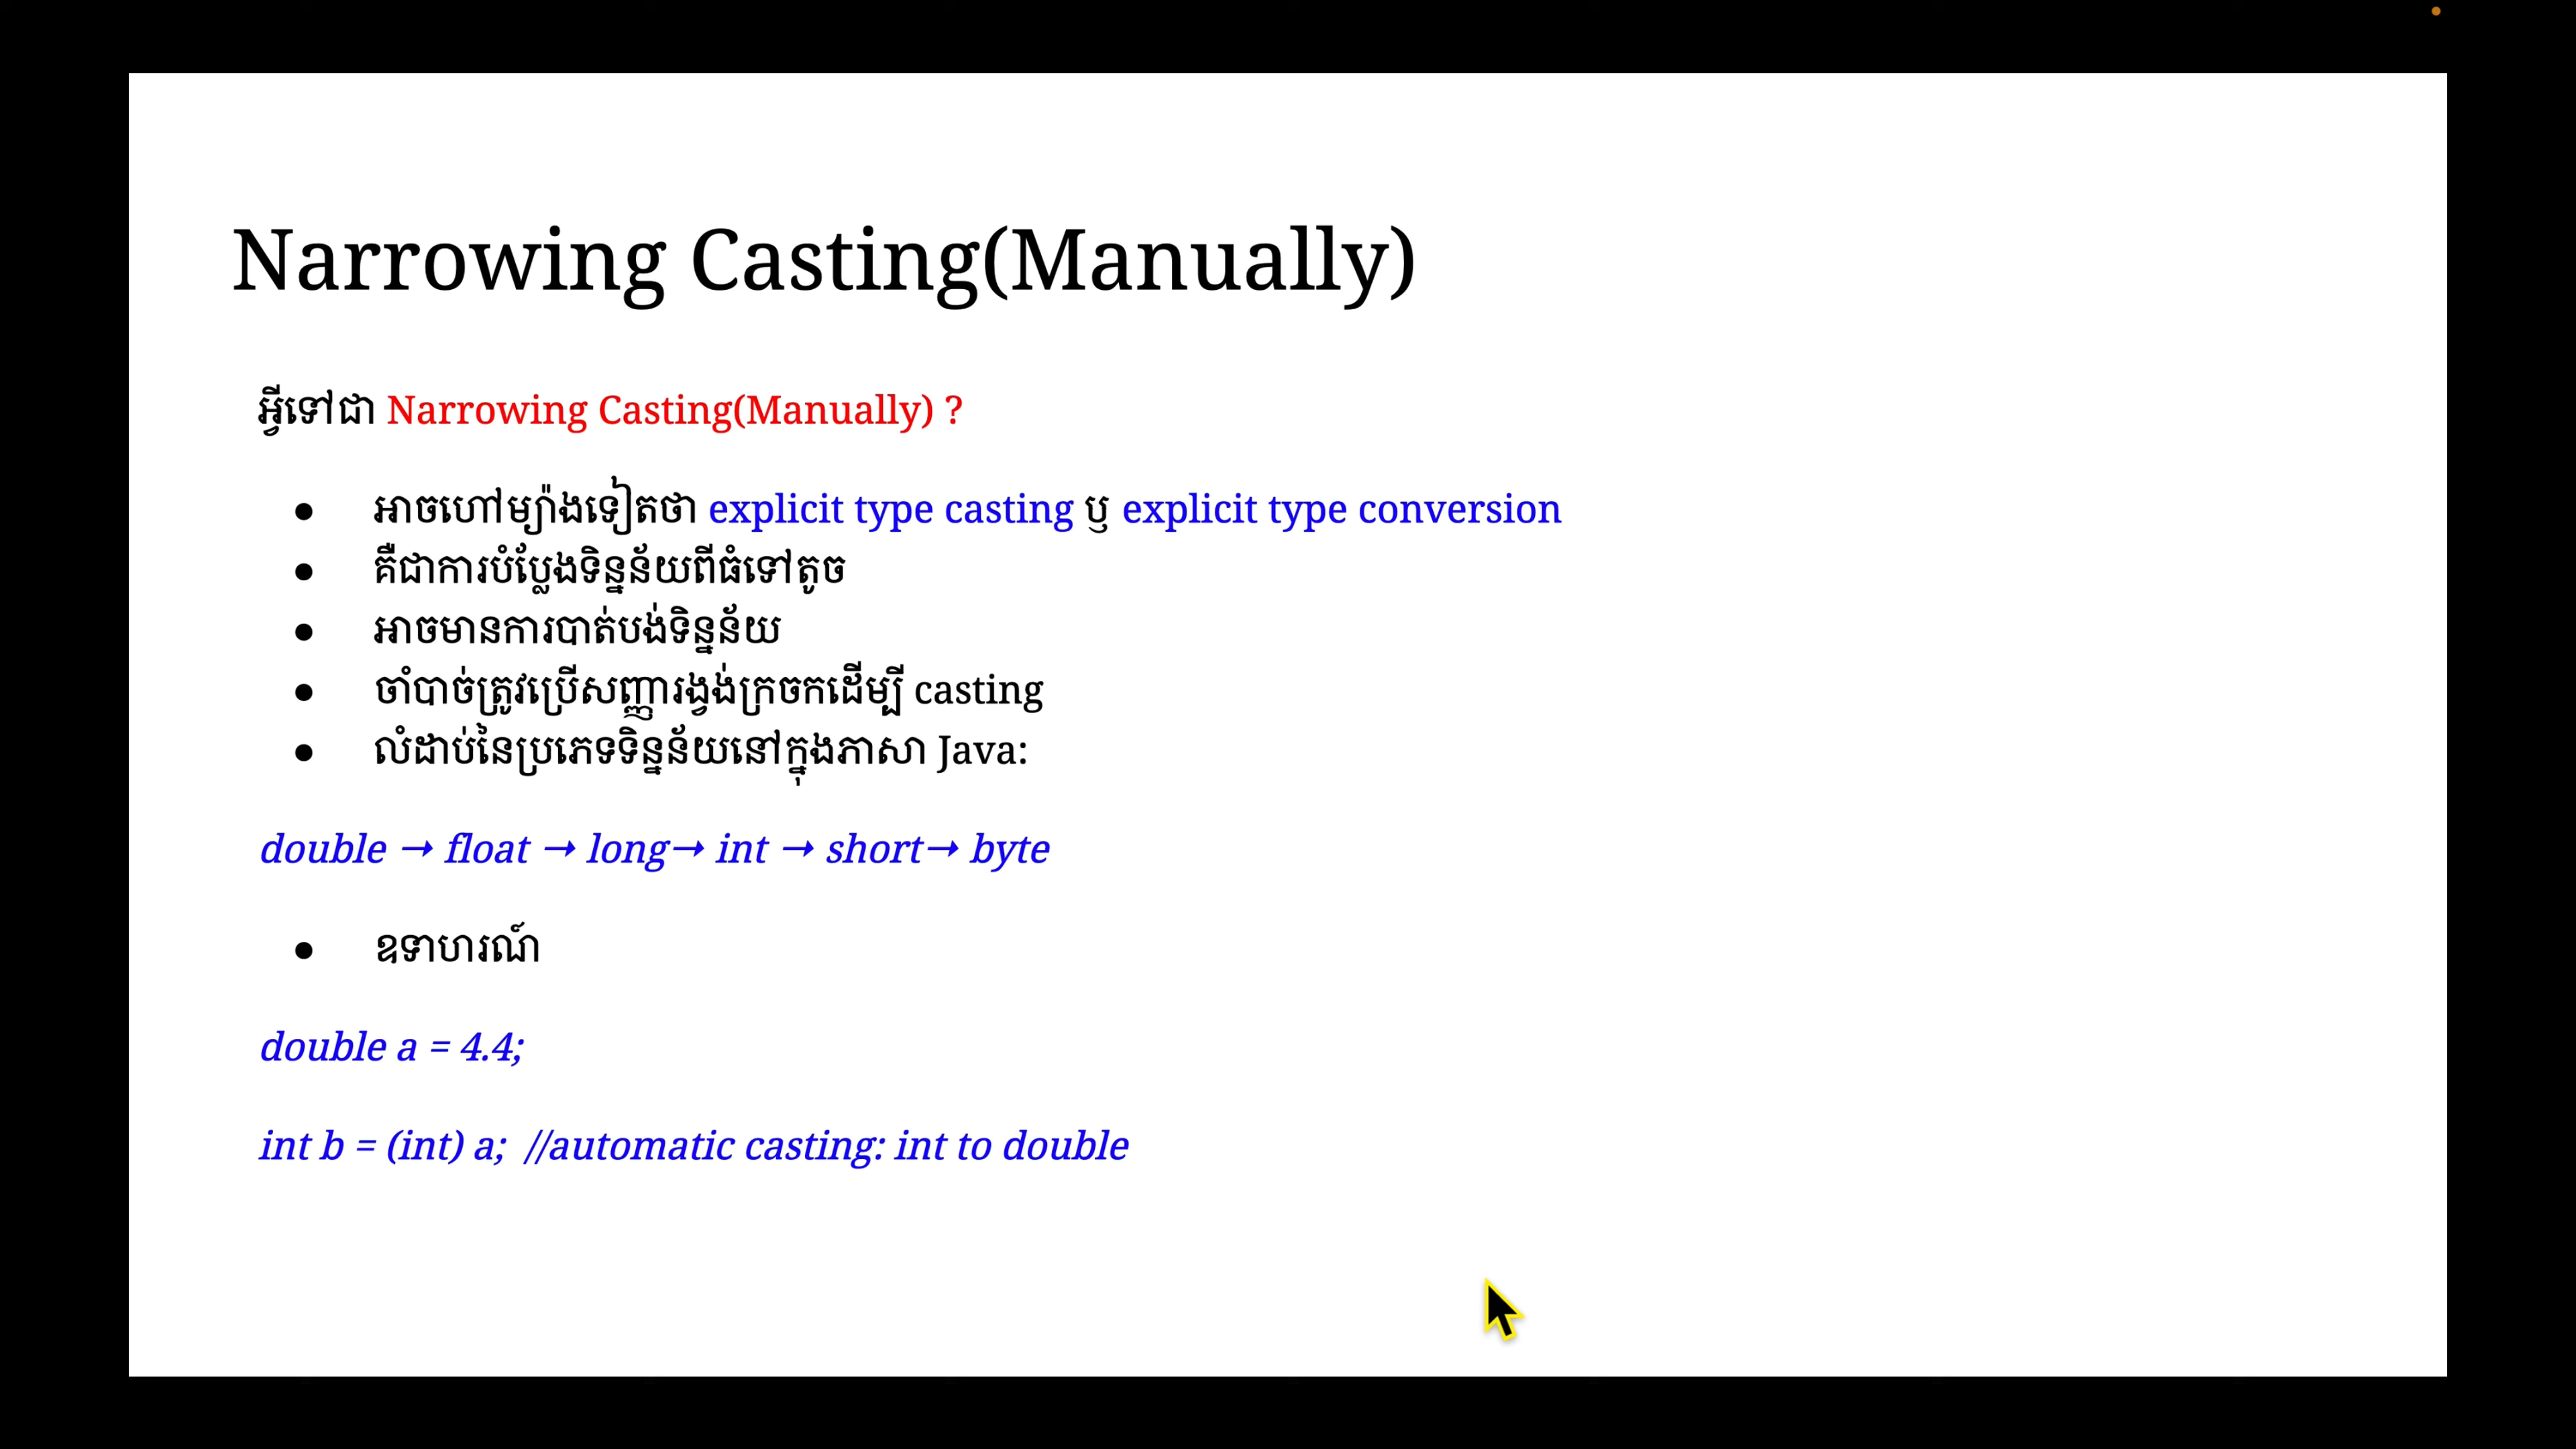 Narrowing Casting(Manually)
អ្វីទៅជា Narrowing Casting(Manually) ?
● អាចហៅម្យ៉ាងទៀតថា explicit type casting ឬ explicit type conversion
● គឺជាការបំប្លែងទិន្នន័យពីធំទៅតូច
● អាចមានការបាត់បង់ទិន្នន័យ
● ចាំបាច់ត្រូវប្រើសញ្ញារង្វង់ក្រចកដើម្បី casting
● លំដាប់នៃប្រភេទទិន្នន័យនៅក្នុងភាសា Java:
double → float → long→ int → short→ byte
● ឧទាហរណ៍
double a = 4.4;
int b = (int) a;  //automatic casting: int to double